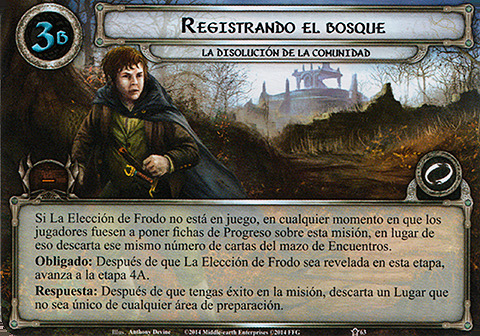 3B
REGISTRANDO EL BOSQUE
LA DISOLUCIÓN DE LA COMUNIDAD
Si La Elección de Frodo no está en juego, en cualquier momento en que los
jugadores fuesen a poner fichas de Progreso sobre esta misión, en lugar de
eso descarta ese mismo número de cartas del mazo de Encuentros.
Obligado: Después de que La Elección de Frodo sea revelada en esta etapa,
avanza a la etapa 4A.
Respuesta: Después de que tengas éxito en la misión, descarta un Lugar que
no sea único de cualquier área de preparación.
Illus. Anthony Devine ©2014 Middle-earth Enterprises ©2014 FFG 63